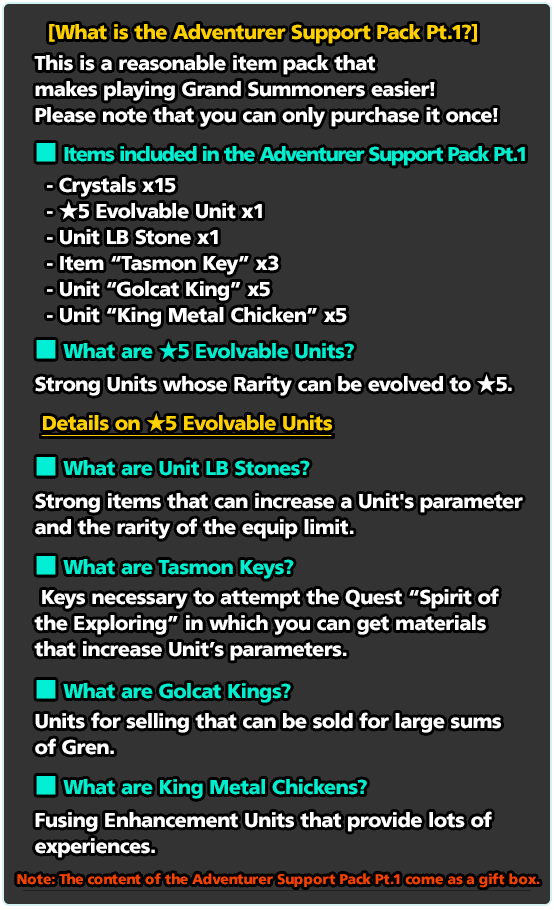 [What is the Adventurer Support Pack Pt.1?]
This is a reasonable item pack that
makes playing Grand Summoners easier!
Please note that you can only purchase it once!
■ Items included in the Adventurer Support Pack Pt.1
- Crystals x15
- ★5 Evolvable Unit x1
- Unit LB Stone x1
- Item “Tasmon Key” x3
- Unit “Golcat King” x5
- Unit “King Metal Chicken” x5
■ What are ★5 Evolvable Units?
Strong Units whose Rarity can be evolved to ★5.
Details on ★5 Evolvable Units
■ What are Unit LB Stones?
Strong items that can increase a Unit's parameter
and the rarity of the equip limit.
■ What are Tasmon Keys?
Keys necessary to attempt the Quest “Spirit of
the Exploring” in which you can get materials
that increase Unit’s parameters.
■ What are Golcat Kings?
Units for selling that can be sold for large sums
of Gren.
■ What are King Metal Chickens?
Fusing Enhancement Units that provide lots of
experiences.
Note: The content of the Adventurer Support Pack Pt.1 come as a gift box.